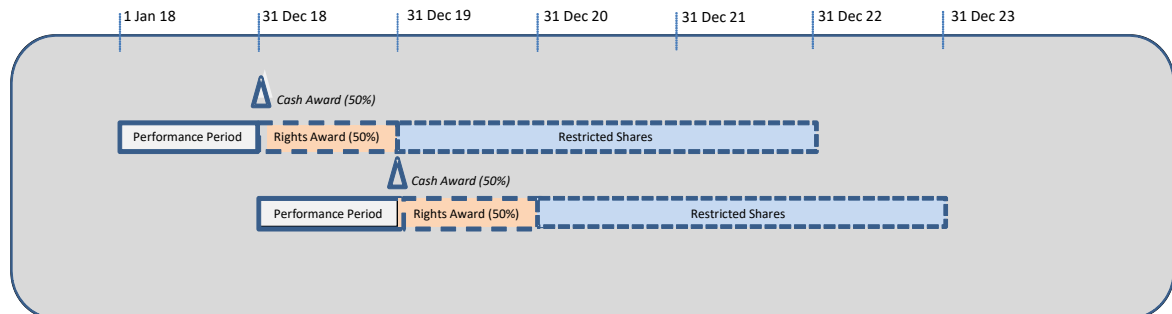 1 Jan 18
31 Dec 18
31 Dec 19
31 Dec 20
31 Dec 21
31 Dec 22
31 Dec 23
Cash Award (50%)
Performance Period
Rights Award (50%)
Restricted Shares
Cash Award (50%)
Performance Period
Rights Award (50%)
Restricted Shares